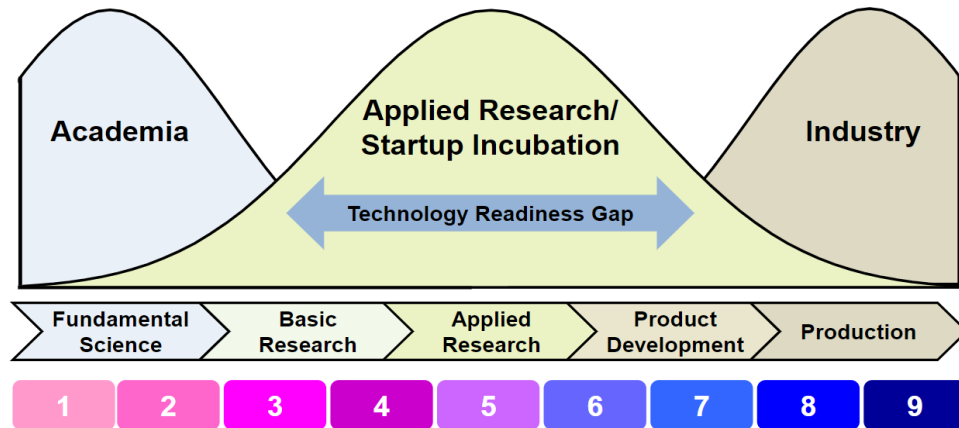 Academia
Applied Research/
Startup Incubation
Industry
Technology Readiness Gap
Fundamental
Science
Basic
Research
Applied
Research
Product
Development
Production
1 2 3 4 5 6 7 8 9